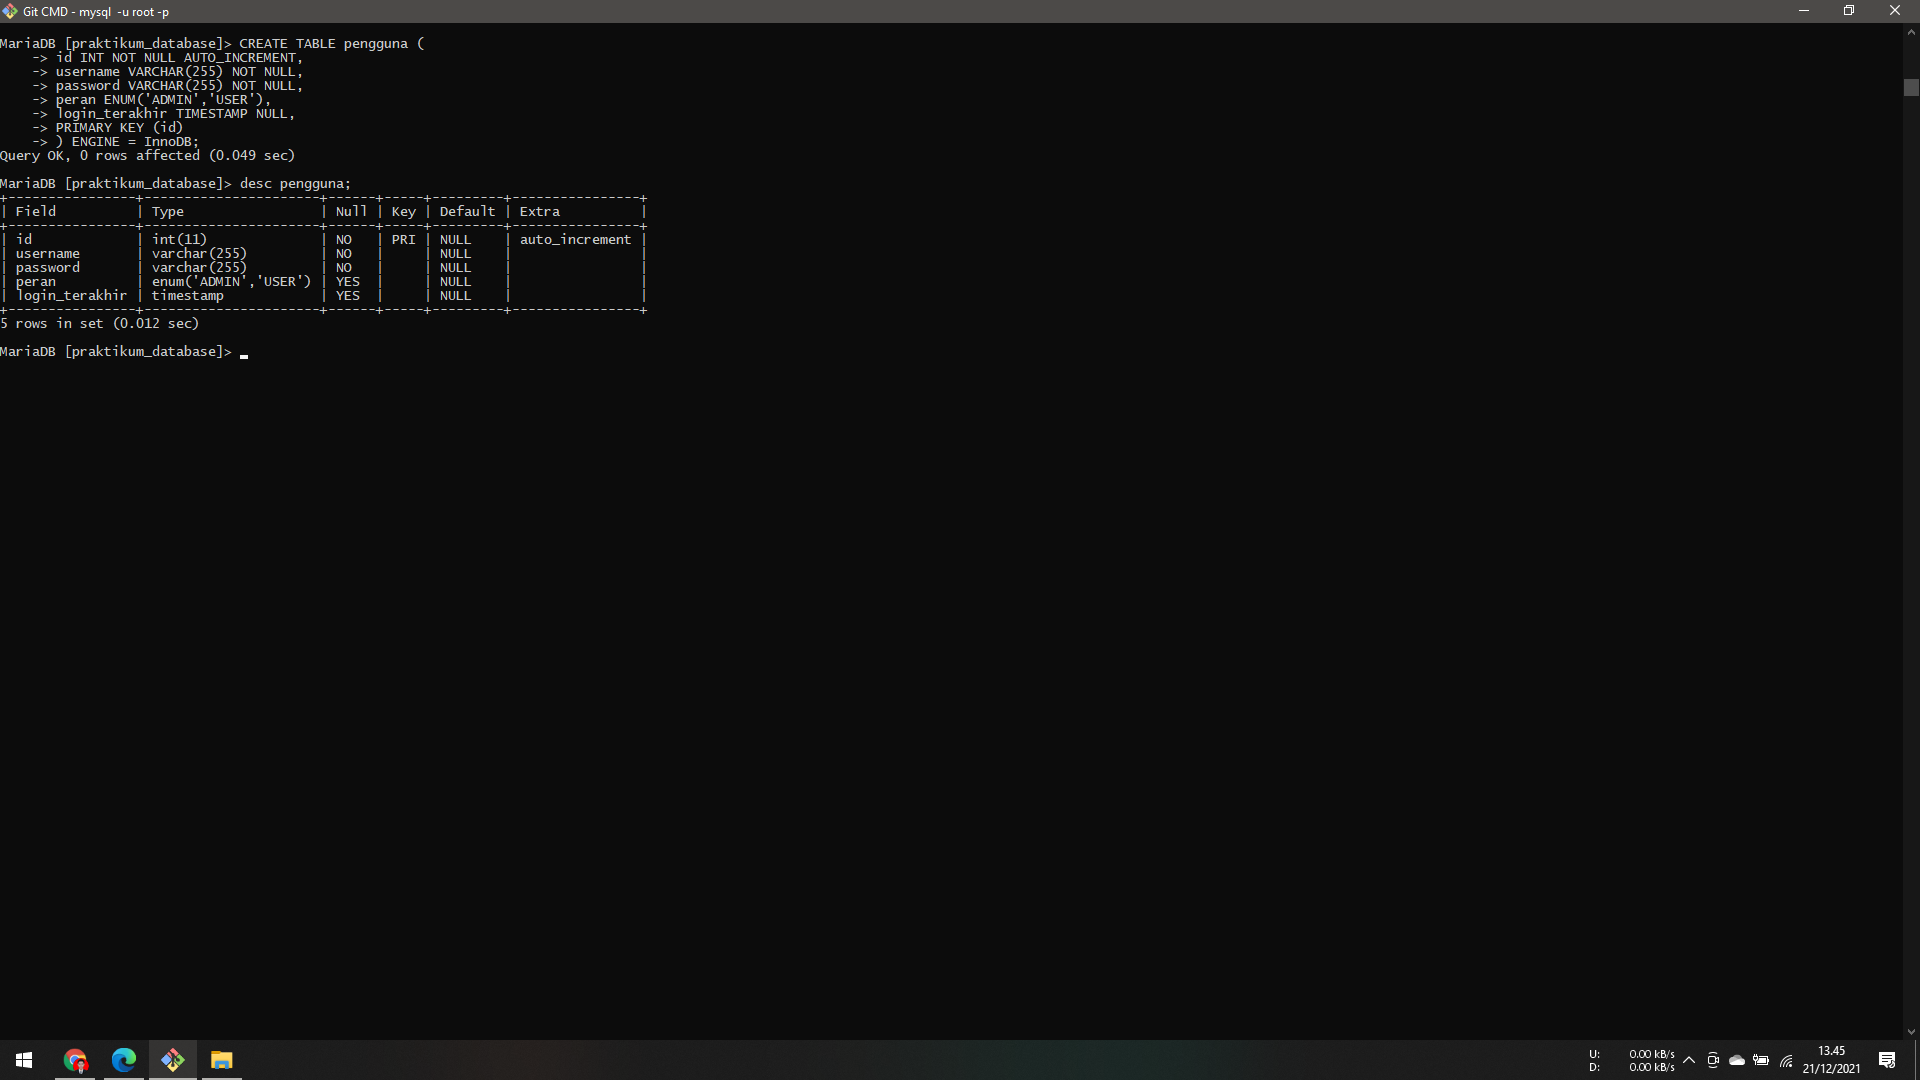 Git CMD - mysql  -u root -p
MariaDB [praktikum_database]> CREATE TABLE pengguna (
    -> id INT NOT NULL AUTO_INCREMENT,
    -> username VARCHAR(255) NOT NULL,
    -> password VARCHAR(255) NOT NULL,
    -> peran ENUM('ADMIN','USER'),
    -> login_terakhir TIMESTAMP NULL,
    -> PRIMARY KEY (id)
    -> ) ENGINE = InnoDB;
Query OK, 0 rows affected (0.049 sec)
MariaDB [praktikum_database]> desc pengguna;
+----------------+----------------------+------+-----+---------+----------------+
| Field          | Type                 | Null | Key | Default | Extra          |
+----------------+----------------------+------+-----+---------+----------------+
| id             | int(11)              | NO   | PRI | NULL    | auto_increment |
| username       | varchar(255)         | NO   |     | NULL    |                |
| password       | varchar(255)         | NO   |     | NULL    |                |
| peran          | enum('ADMIN','USER') | YES  |     | NULL    |                |
| login_terakhir | timestamp            | YES  |     | NULL    |                |
+----------------+----------------------+------+-----+---------+----------------+
5 rows in set (0.012 sec)
MariaDB [praktikum_database]> _
U: 0.00 kB/s
D: 0.00 kB/s
13.45
21/12/2021